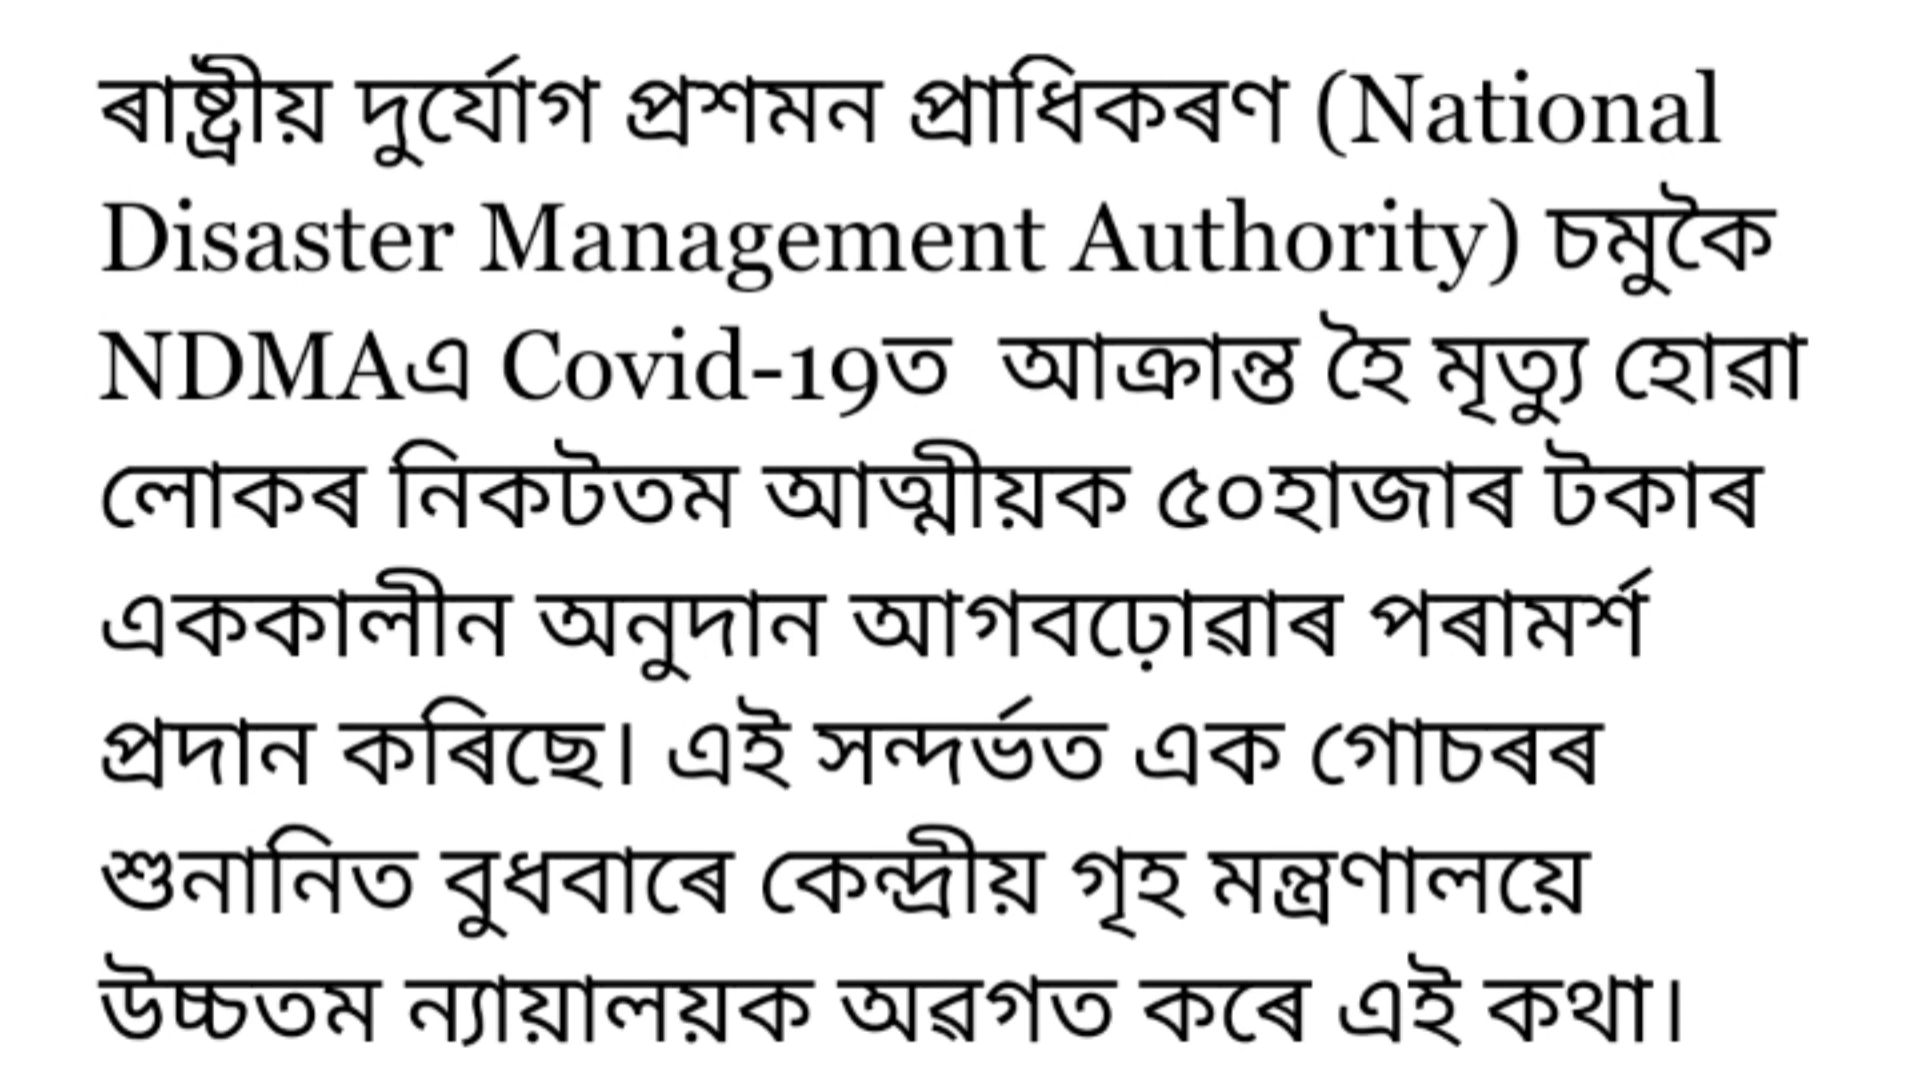 ৰাষ্ট্ৰীয় দুৰ্যোগ প্ৰশমন প্ৰাধিকৰণ (National
Disaster Management Authority) চমুকৈ
NDMAএ Covid-19ত  আক্ৰান্ত হৈ মৃত্যু হোৱা
লোকৰ নিকটতম আত্মীয়ক ৫০হাজাৰ টকাৰ
এককালীন অনুদান আগবঢ়োৱাৰ পৰামৰ্শ
প্ৰদান কৰিছে। এই সন্দৰ্ভত এক গোচৰৰ
শুনানিত বুধবাৰে কেন্দ্ৰীয় গৃহ মন্ত্ৰণালয়ে
উচ্চতম ন্যায়ালয়ক অৱগত কৰে এই কথা।